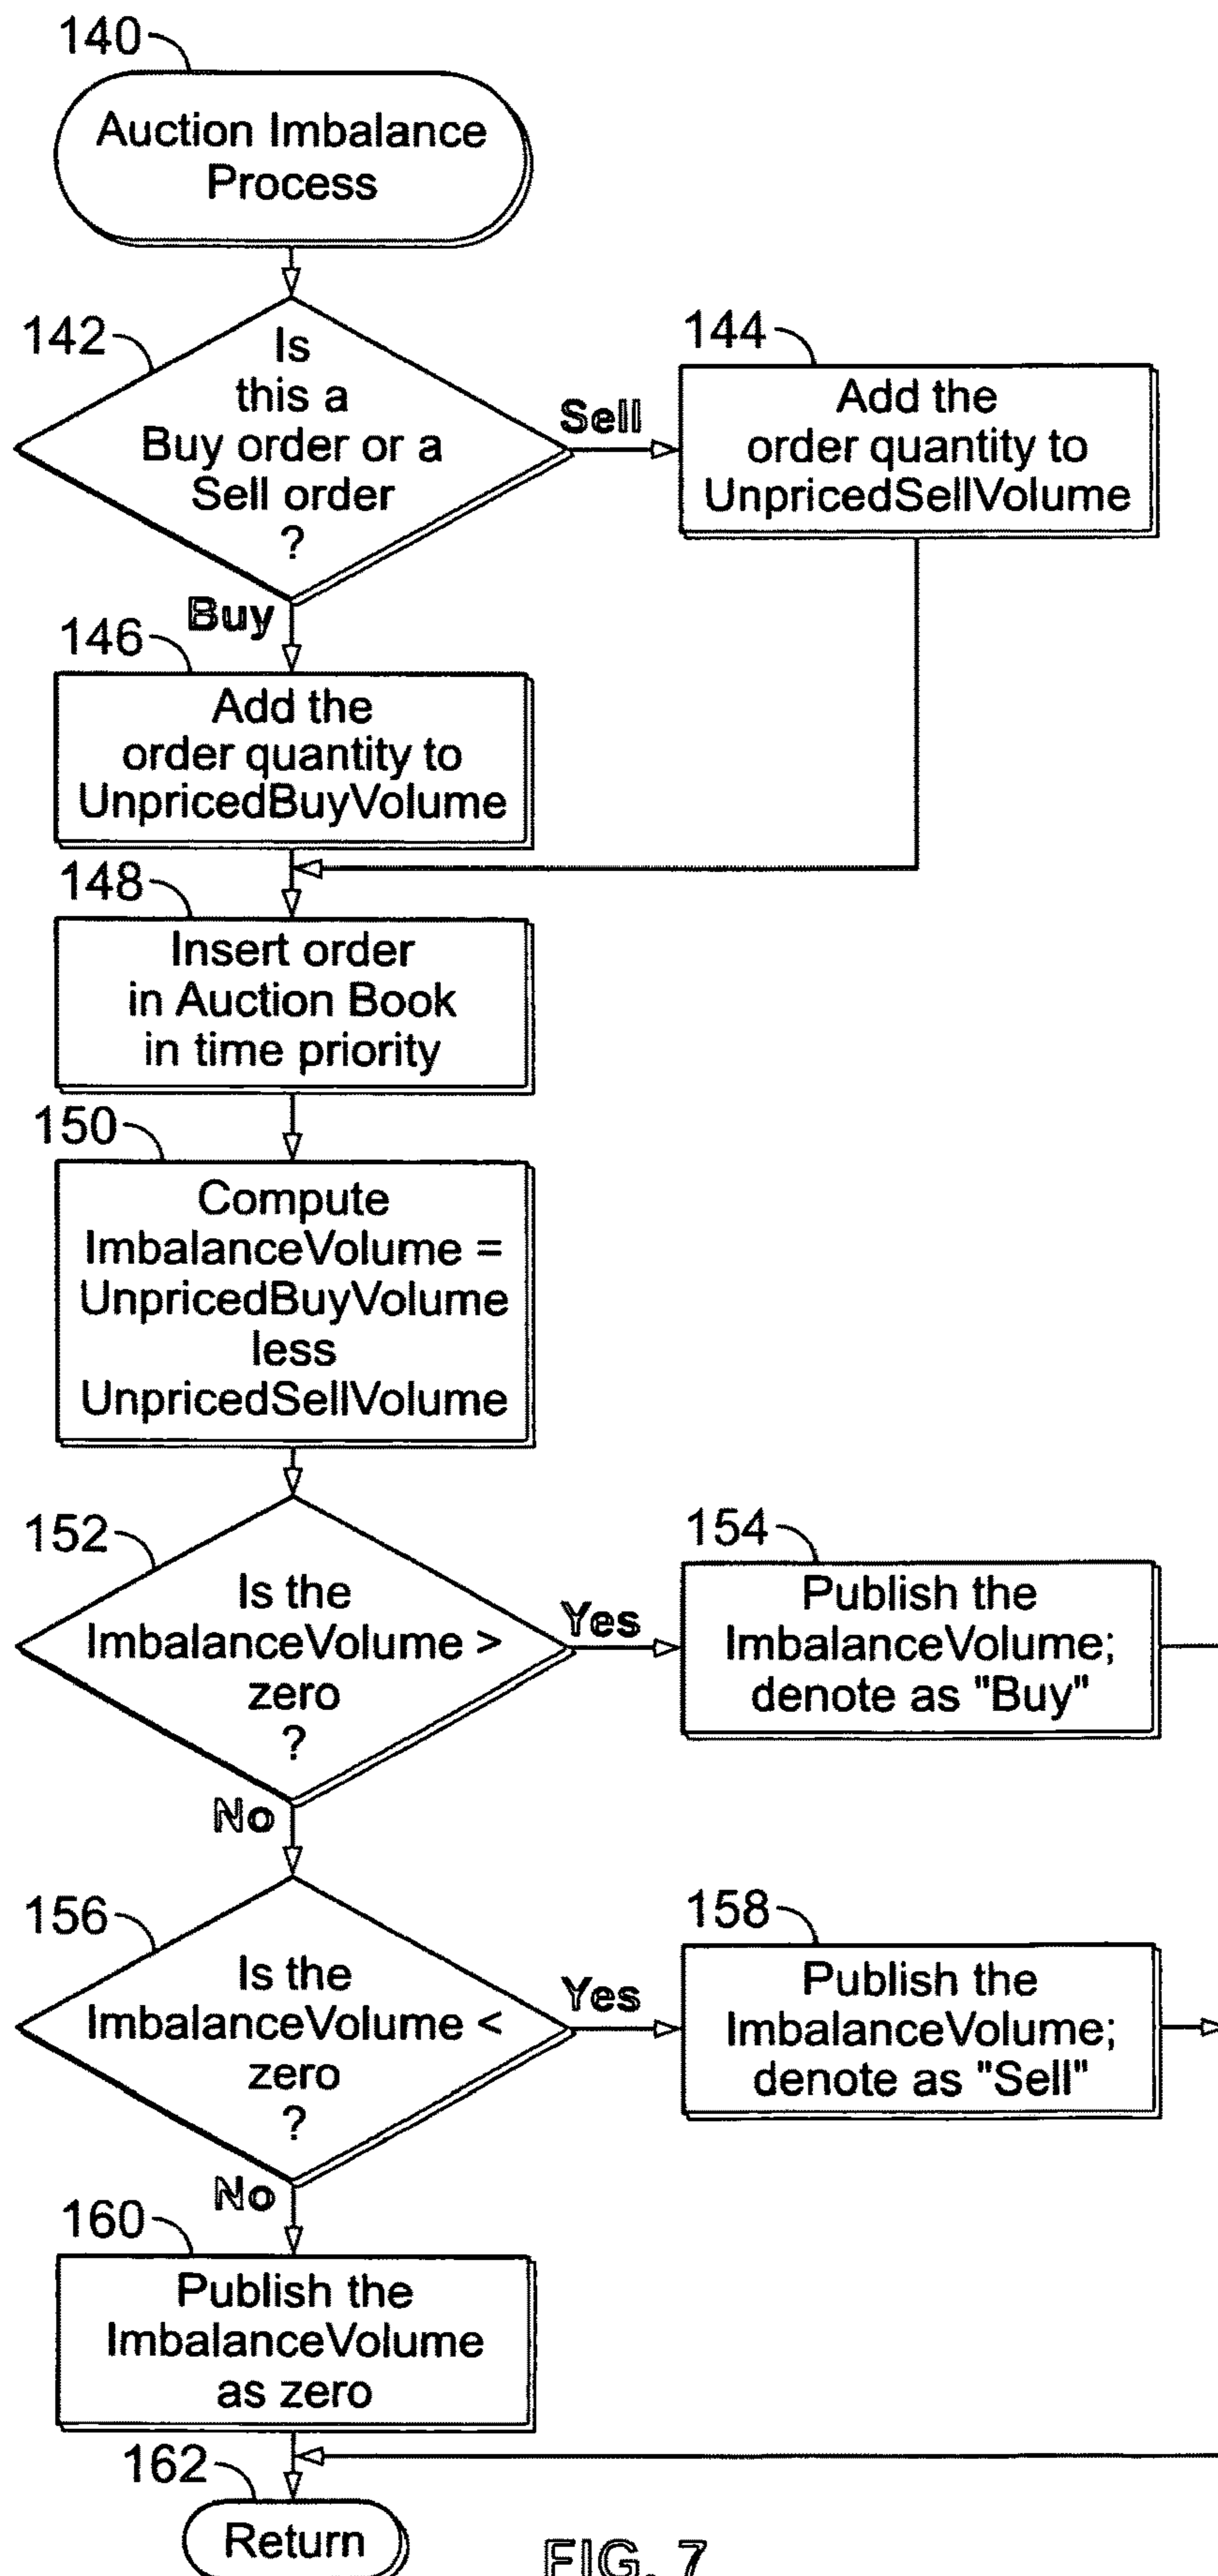 140
Auction Imbalance
Process
142
Is
this a
Buy order or a
Sell order
?
Sell
144
Add the
order quantity to
UnpricedSellVolume
Buy
146
Add the
order quantity to
UnpricedBuyVolume
148
Insert order
in Auction Book
in time priority
150
Compute
ImbalanceVolume =
UnpricedBuyVolume
less
UnpricedSellVolume
152
Is the
ImbalanceVolume >
zero
?
Yes
154
Publish the
ImbalanceVolume;
denote as "Buy"
No
156
Is the
ImbalanceVolume <
zero
?
Yes
158
Publish the
ImbalanceVolume;
denote as "Sell"
No
160
Publish the
ImbalanceVolume
as zero
162
Return
FIG. 7